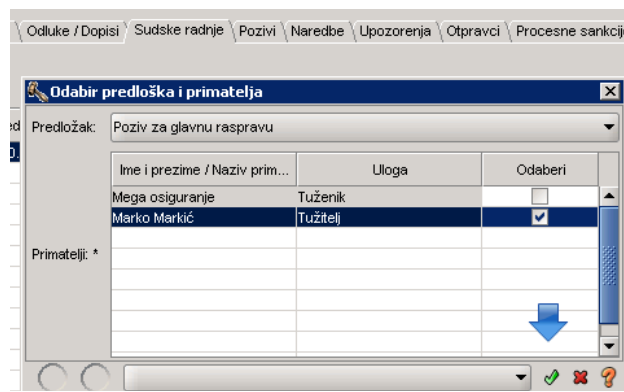 Odluke / Dopisi Sudske radnje Pozivi Naredbe Upozorenja Otpravci Procesne sankcij
Odabir predloška i primatelja
Predložak: Poziv za glavnu raspravu
Ime i prezime / Naziv prim... Uloga Odaberi
Mega osiguranje Tuženik
Marko Markić Tužitelj
Primatelji: *